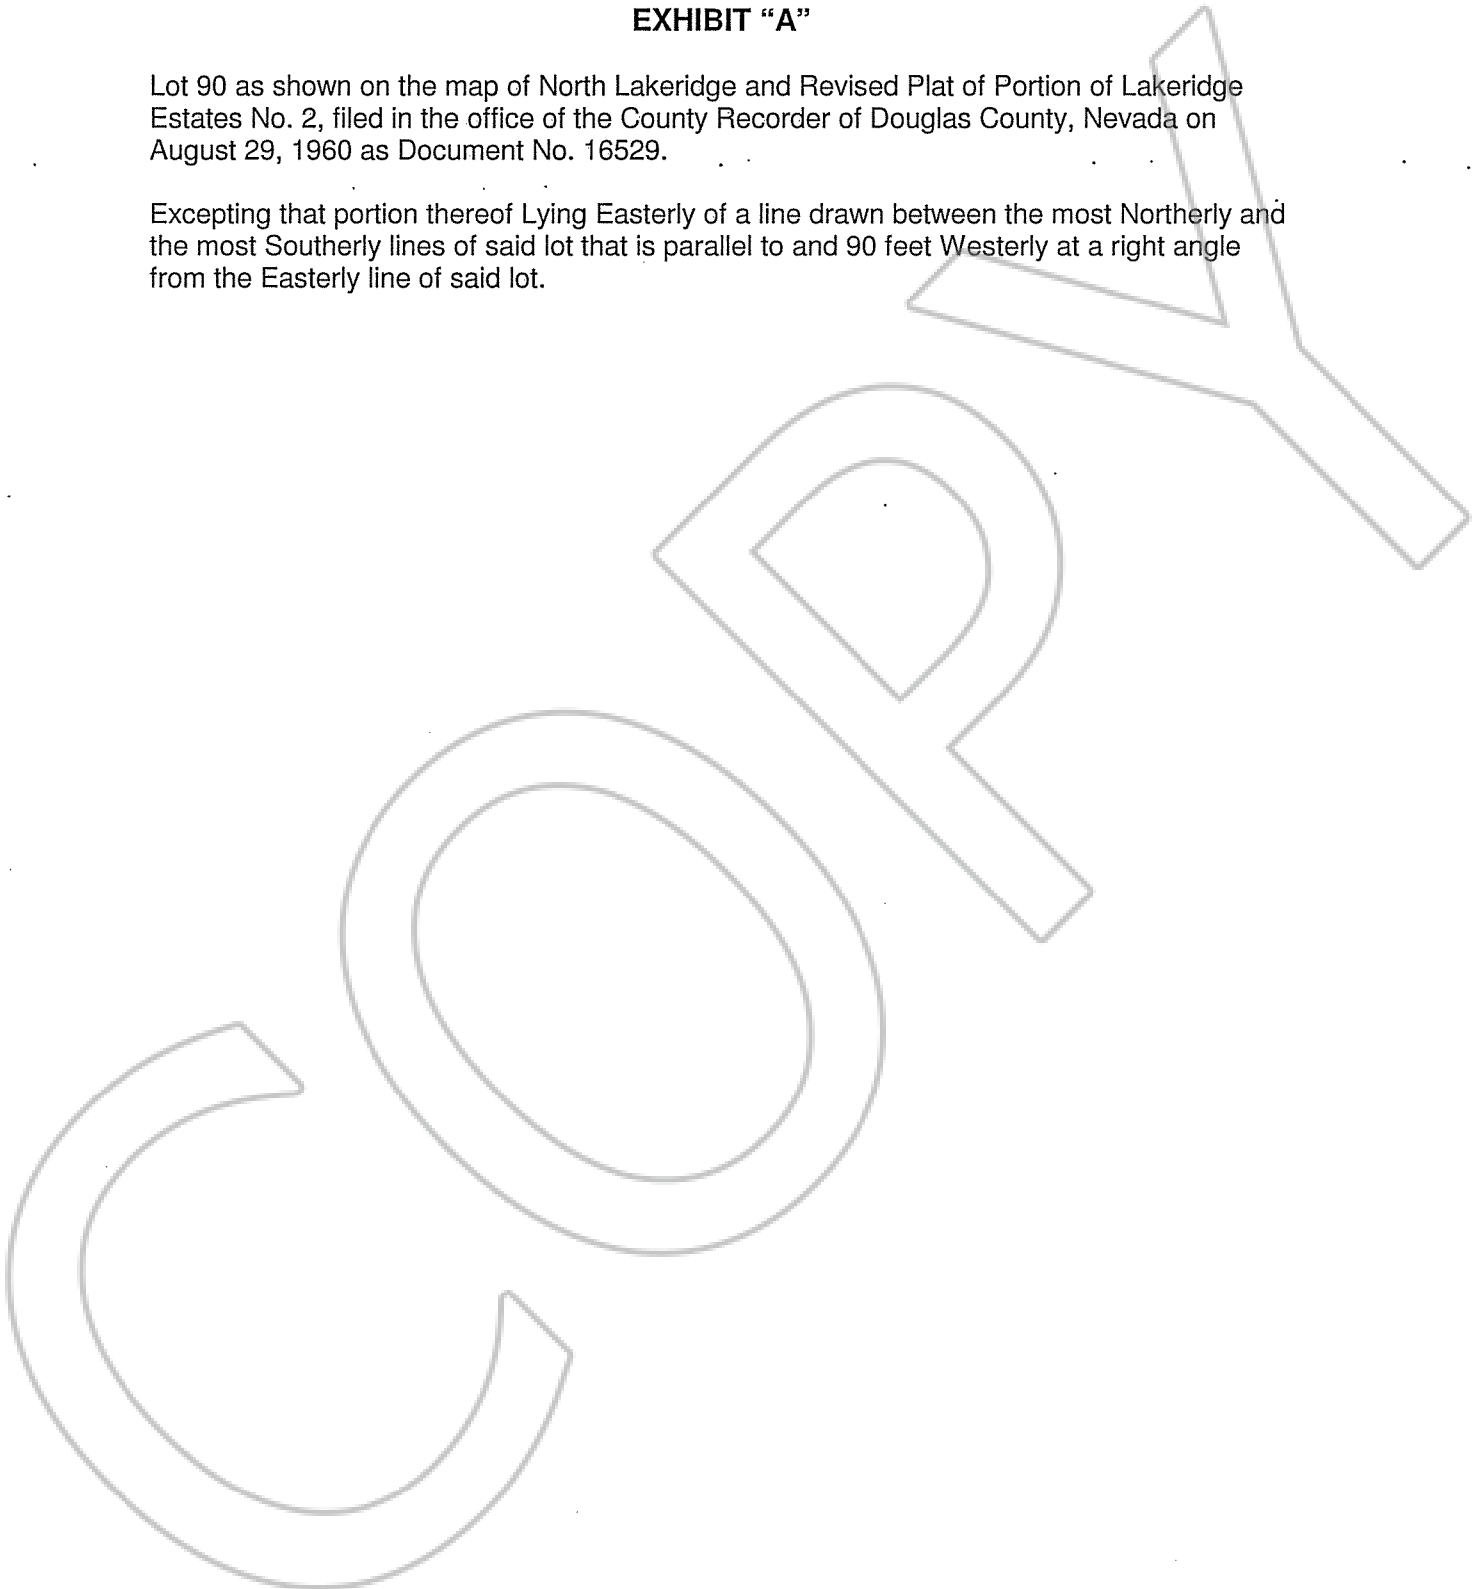 EXHIBIT “A”
Lot 90 as shown on the map of North Lakeridge and Revised Plat of Portion of Lakeridge
Estates No. 2, filed in the office of the County Recorder of Douglas County, Nevada on
August 29, 1960 as Document No. 16529.
Excepting that portion thereof Lying Easterly of a line drawn between the most Northerly and
the most Southerly lines of said lot that is parallel to and 90 feet Westerly at a right angle
from the Easterly line of said lot.
COPY